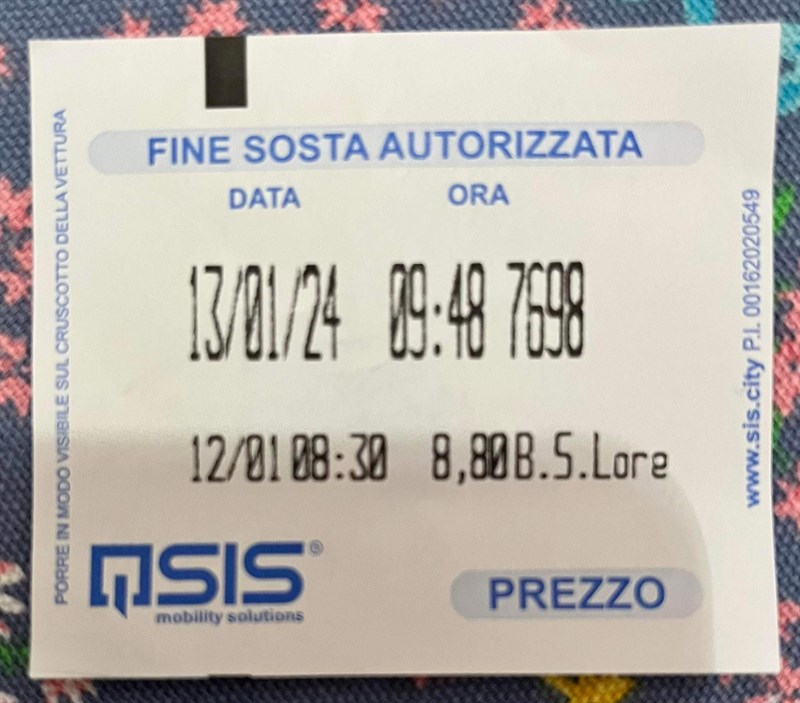 FINE SOSTA AUTORIZZATA
DATA ORA
13/01/24 09:48 7698
12/01 08:30 8,80 B.S.Lore
SIS®
mobility solutions
PREZZO
PORRE IN MODO VISIBILE SUL CRUSCOTTO DELLA VETTURA
www.sis.city P.I. 00162020549